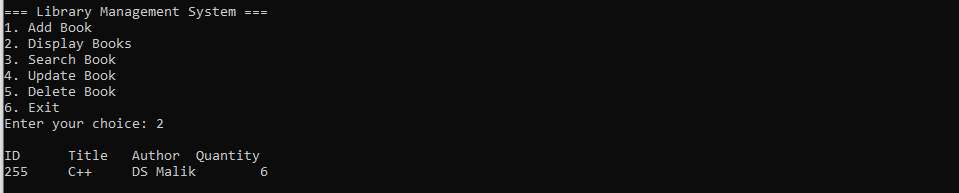 === Library Management System ===
1. Add Book
2. Display Books
3. Search Book
4. Update Book
5. Delete Book
6. Exit
Enter your choice: 2
ID      Title   Author  Quantity
255     C++     DS Malik        6